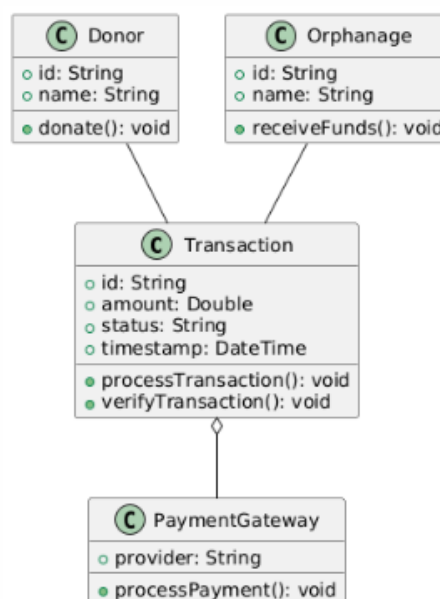 C Donor
id: String
name: String
donate(): void
C Orphanage
id: String
name: String
receiveFunds(): void
C Transaction
id: String
amount: Double
status: String
timestamp: DateTime
processTransaction(): void
verifyTransaction(): void
C PaymentGateway
provider: String
processPayment(): void